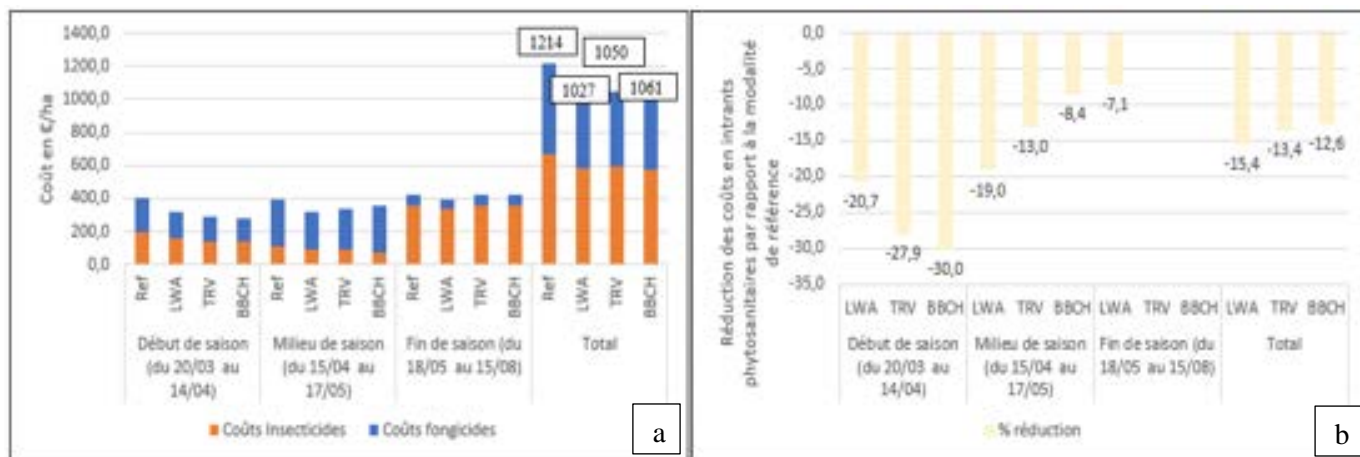 1400,0
1200,0
1000,0
800,0
600,0
400,0
200,0
0,0
Coût en €/ha
1214
1027
1050
1061
Ref
LWA
TRV
BBCH
Ref
LWA
TRV
BBCH
Ref
LWA
TRV
BBCH
Ref
LWA
TRV
BBCH
Début de saison
(du 20/03 au
14/04)
Milieu de saison
(du 15/04 au
17/05)
Fin de saison (du
18/05 au 15/08)
Total
Coûts Insecticides
Coûts fongicides
a
Réduction des coûts en intrants
phytosanitaires par rapport à la modalité
de référence
0,0
-5,0
-10,0
-15,0
-20,0
-25,0
-30,0
-35,0
-20,7
-27,9
-30,0
-19,0
-13,0
-8,4
-7,1
-15,4
-13,4
-12,6
LWA TRV BBCH LWA TRV BBCH LWA TRV BBCH LWA TRV BBCH
Début de saison
(du 20/03 au
14/04)
Milieu de saison
(du 15/04 au
17/05)
Fin de saison (du
18/05 au 15/08)
Total
% réduction
b